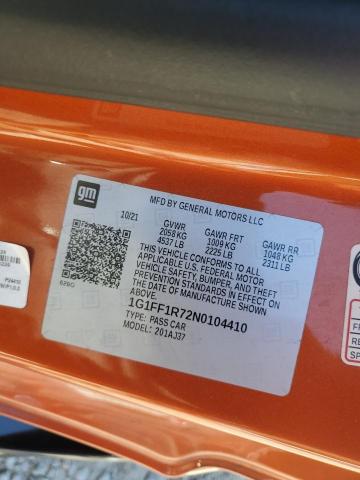 gm
MFD BY GENERAL MOTORS LLC
10/21
GVWR
2058 KG
4537 LB
GAWR FRT
1009 KG
2225 LB
GAWR RR
1048 KG
2311 LB
THIS VEHICLE CONFORMS TO ALL
APPLICABLE U.S. FEDERAL MOTOR
VEHICLE SAFETY, BUMPER, AND THEFT
PREVENTION STANDARDS IN EFFECT ON
THE DATE OF MANUFACTURE SHOWN
ABOVE.
1G1FF1R72N0104410
TYPE: PASS CAR
201AJ37